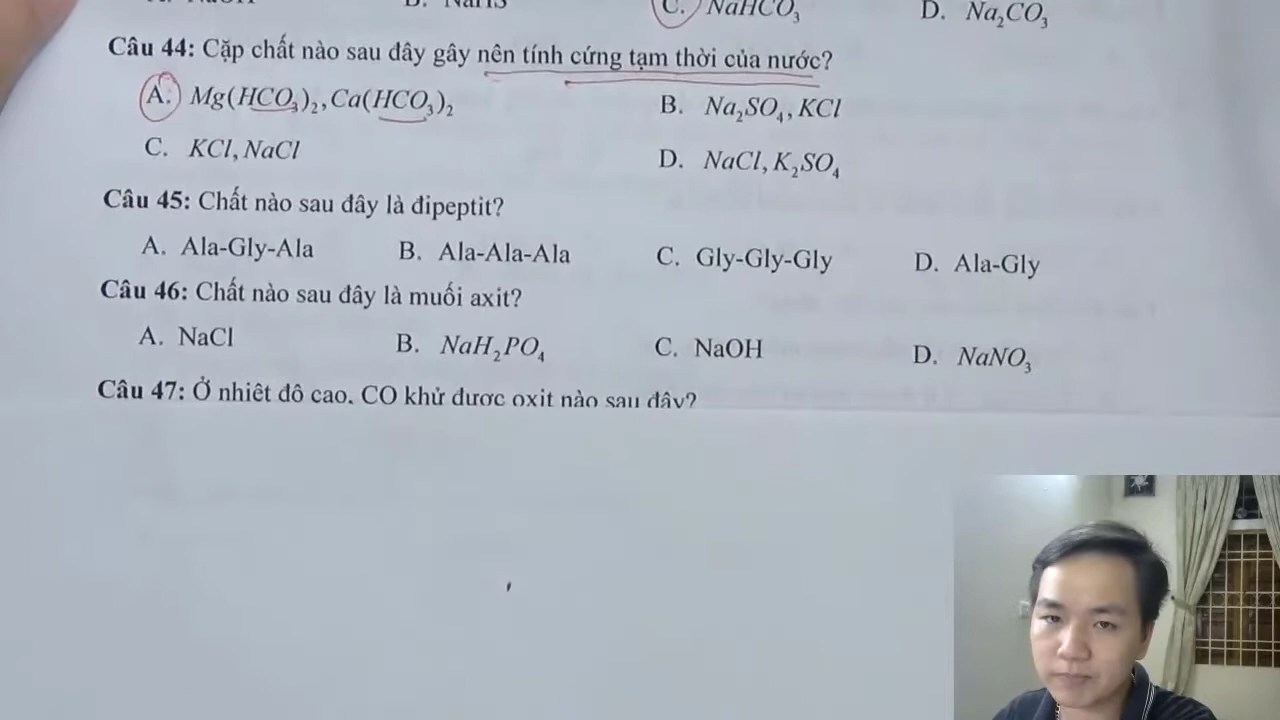 C. NaHCO₃ D. Na₂CO₃
Câu 44: Cặp chất nào sau đây gây nên tính cứng tạm thời của nước?
A. Mg(HCO₃)₂, Ca(HCO₃)₂ B. Na₂SO₄, KCl
C. KCl, NaCl D. NaCl, K₂SO₄
Câu 45: Chất nào sau đây là đipeptit?
A. Ala-Gly-Ala B. Ala-Ala-Ala C. Gly-Gly-Gly D. Ala-Gly
Câu 46: Chất nào sau đây là muối axit?
A. NaCl B. NaH₂PO₄ C. NaOH D. NaNO₃
Câu 47: Ở nhiệt độ cao, CO khử được oxit nào sau đây?